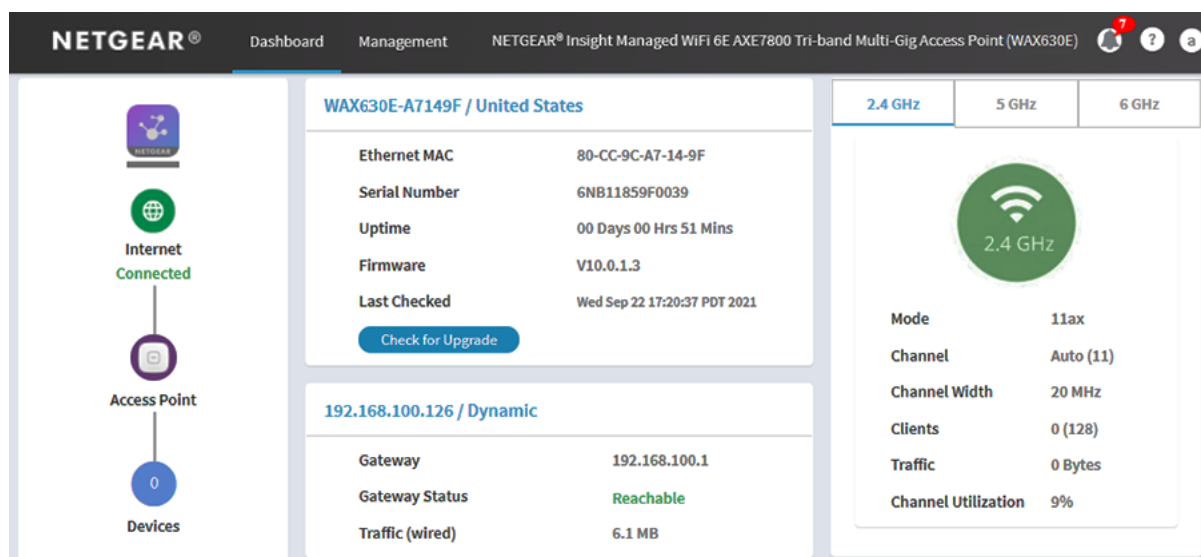 NETGEAR®
Dashboard
Management
NETGEAR® Insight Managed WiFi 6E AXE7800 Tri-band Multi-Gig Access Point (WAX630E)
7
?
a
NETGEAR
Internet
Connected
Access Point
0
Devices
WAX630E-A7149F / United States
Ethernet MAC 80-CC-9C-A7-14-9F
Serial Number 6NB11859F0039
Uptime 00 Days 00 Hrs 51 Mins
Firmware V10.0.1.3
Last Checked Wed Sep 22 17:20:37 PDT 2021
Check for Upgrade
192.168.100.126 / Dynamic
Gateway 192.168.100.1
Gateway Status Reachable
Traffic (wired) 6.1 MB
2.4 GHz 5 GHz 6 GHz
2.4 GHz
Mode 11ax
Channel Auto (11)
Channel Width 20 MHz
Clients 0 (128)
Traffic 0 Bytes
Channel Utilization 9%